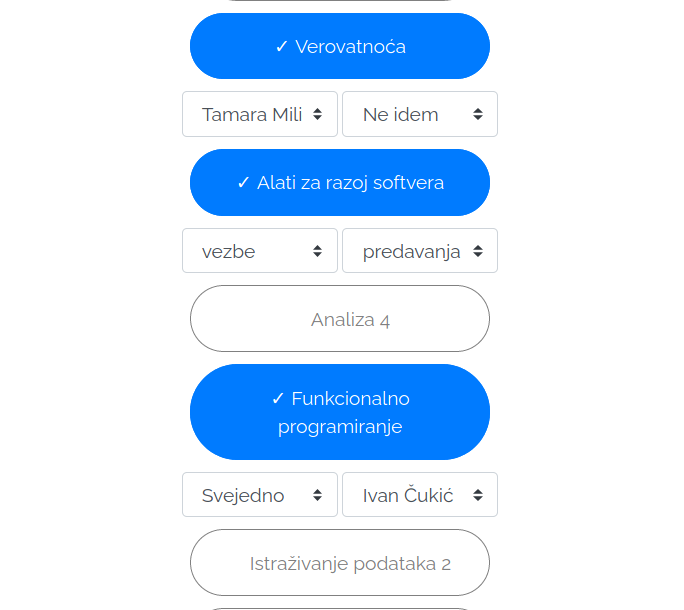 ✓ Verovatnoća
Tamara Mili Ne idem
✓ Alati za razoj softvera
vezbe predavanja
Analiza 4
✓ Funkcionalno
programiranje
Svejedno Ivan Čukić
Istraživanje podataka 2